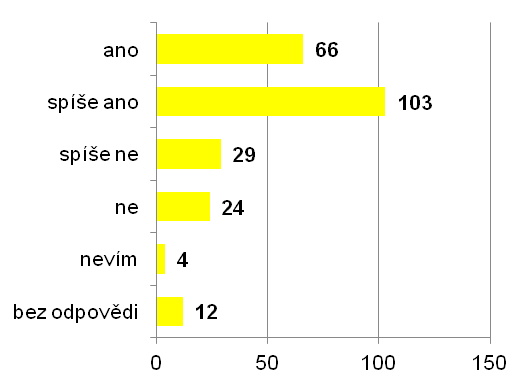 ano 66
spíše ano 103
spíše ne 29
ne 24
nevím 4
bez odpovědi 12
0 50 100 150